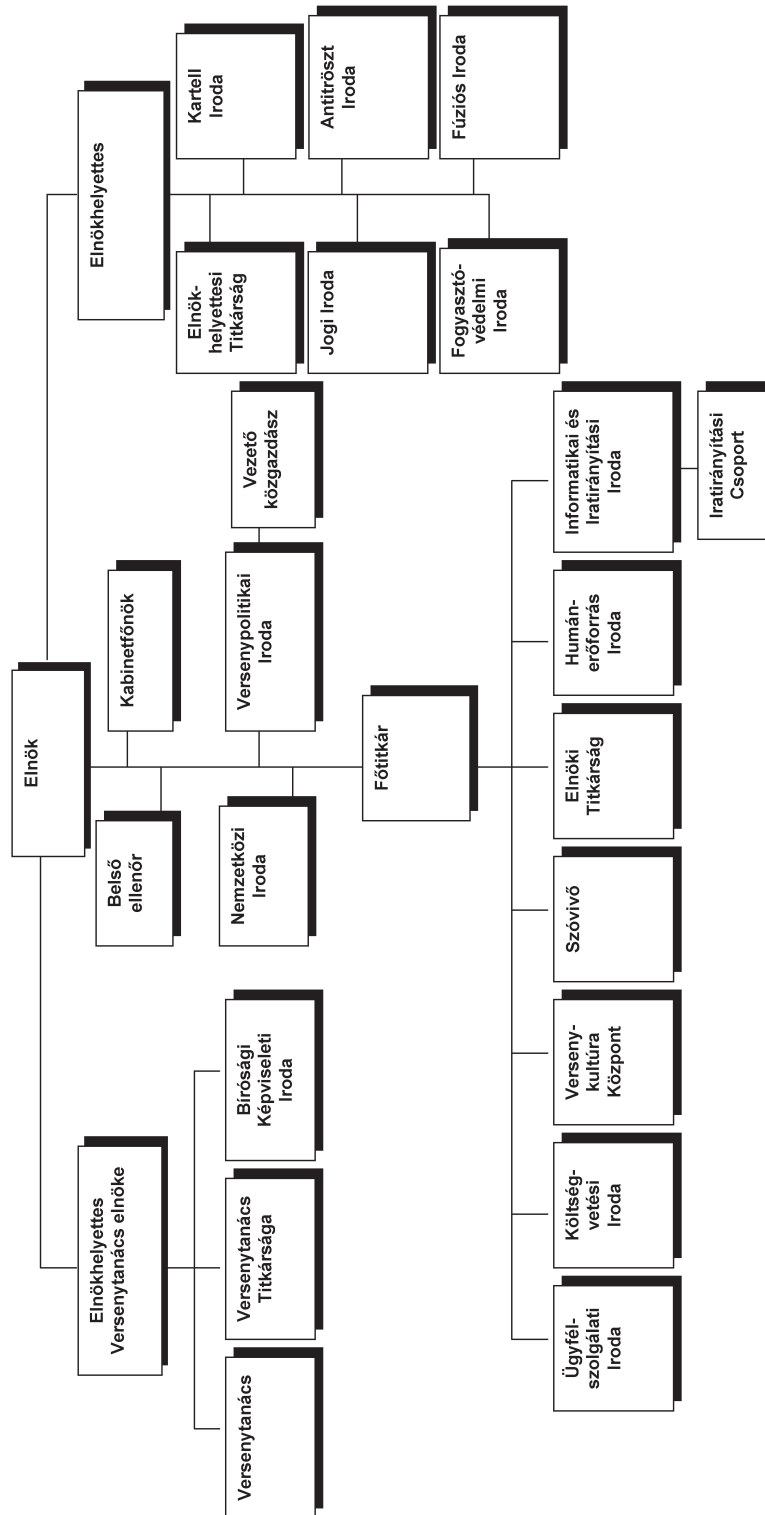 Elnök
Elnökhelyettes
Versenytanács elnöke
Elnökhelyettes
Belső
ellenőr
Kabinetfőnök
Versenytanács
Versenytanács
Titkársága
Bírósági
Képviseleti
Iroda
Nemzetközi
Iroda
Versenypolitikai
Iroda
Vezető
közgazdász
Elnök-
helyettesi
Titkárság
Kartell
Iroda
Jogi Iroda
Antitröszt
Iroda
Fogyasztó-
védelmi
Iroda
Fúziós Iroda
Főtitkár
Ügyfél-
szolgálati
Iroda
Költség-
vetési
Iroda
Verseny-
kultúra
Központ
Szóvivő
Elnöki
Titkárság
Humán-
erőforrás
Iroda
Informatikai és
Iratirányítási
Iroda
Iratirányítási
Csoport